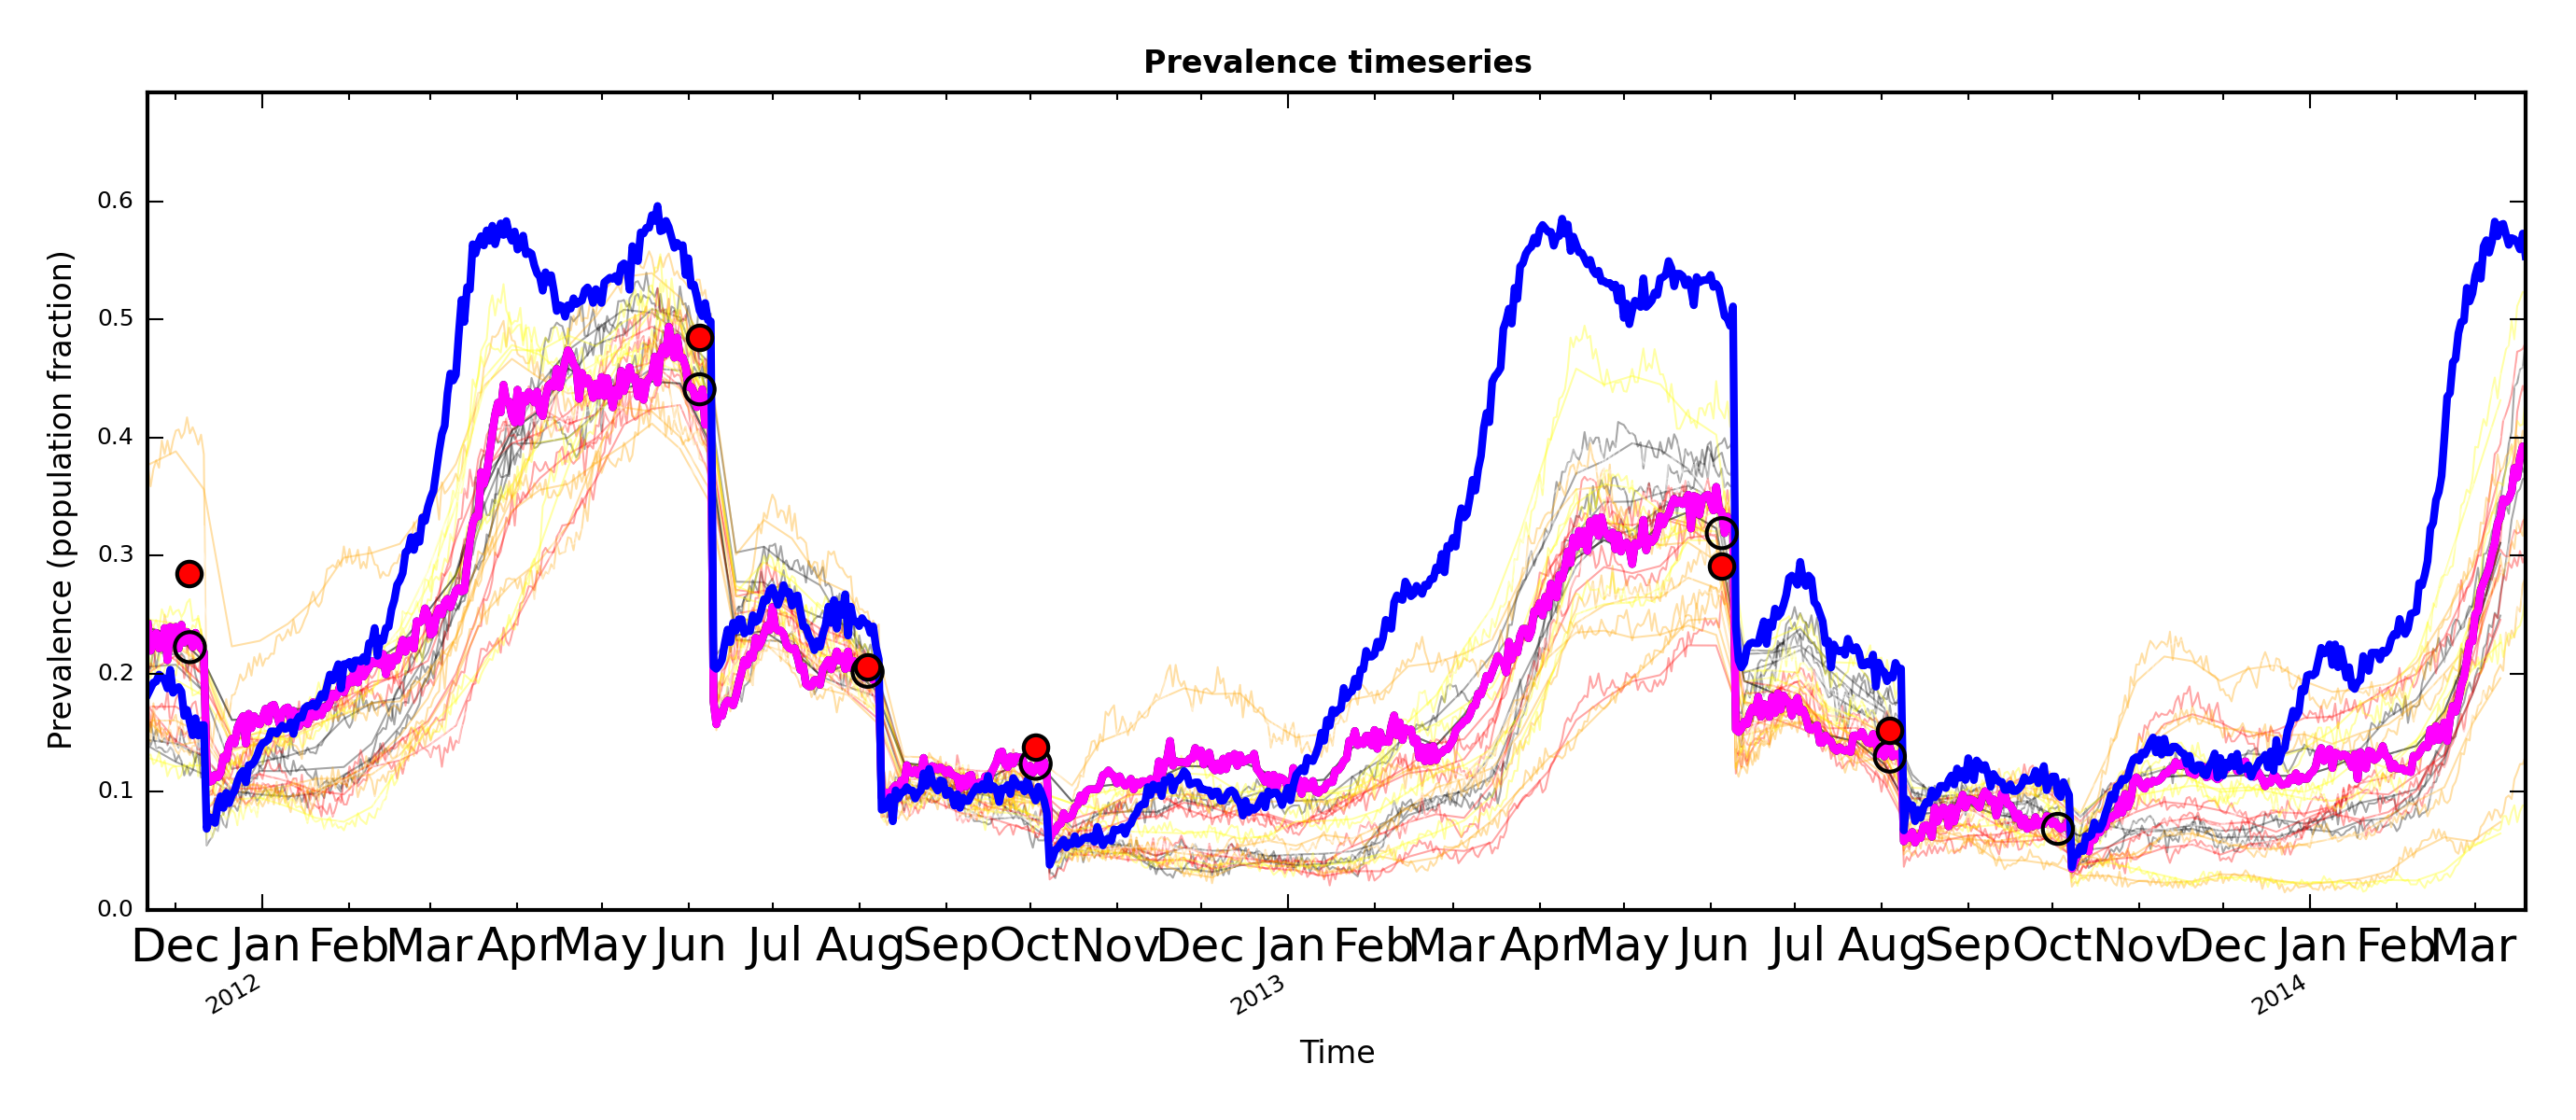 Prevalence timeseries
Prevalence (population fraction)
0.6
0.5
0.4
0.3
0.2
0.1
0.0
Dec Jan Feb Mar Apr May Jun Jul Aug Sep Oct Nov Dec Jan Feb Mar Apr May Jun Jul Aug Sep Oct Nov Dec Jan Feb Mar
2012 2013 2014
Time